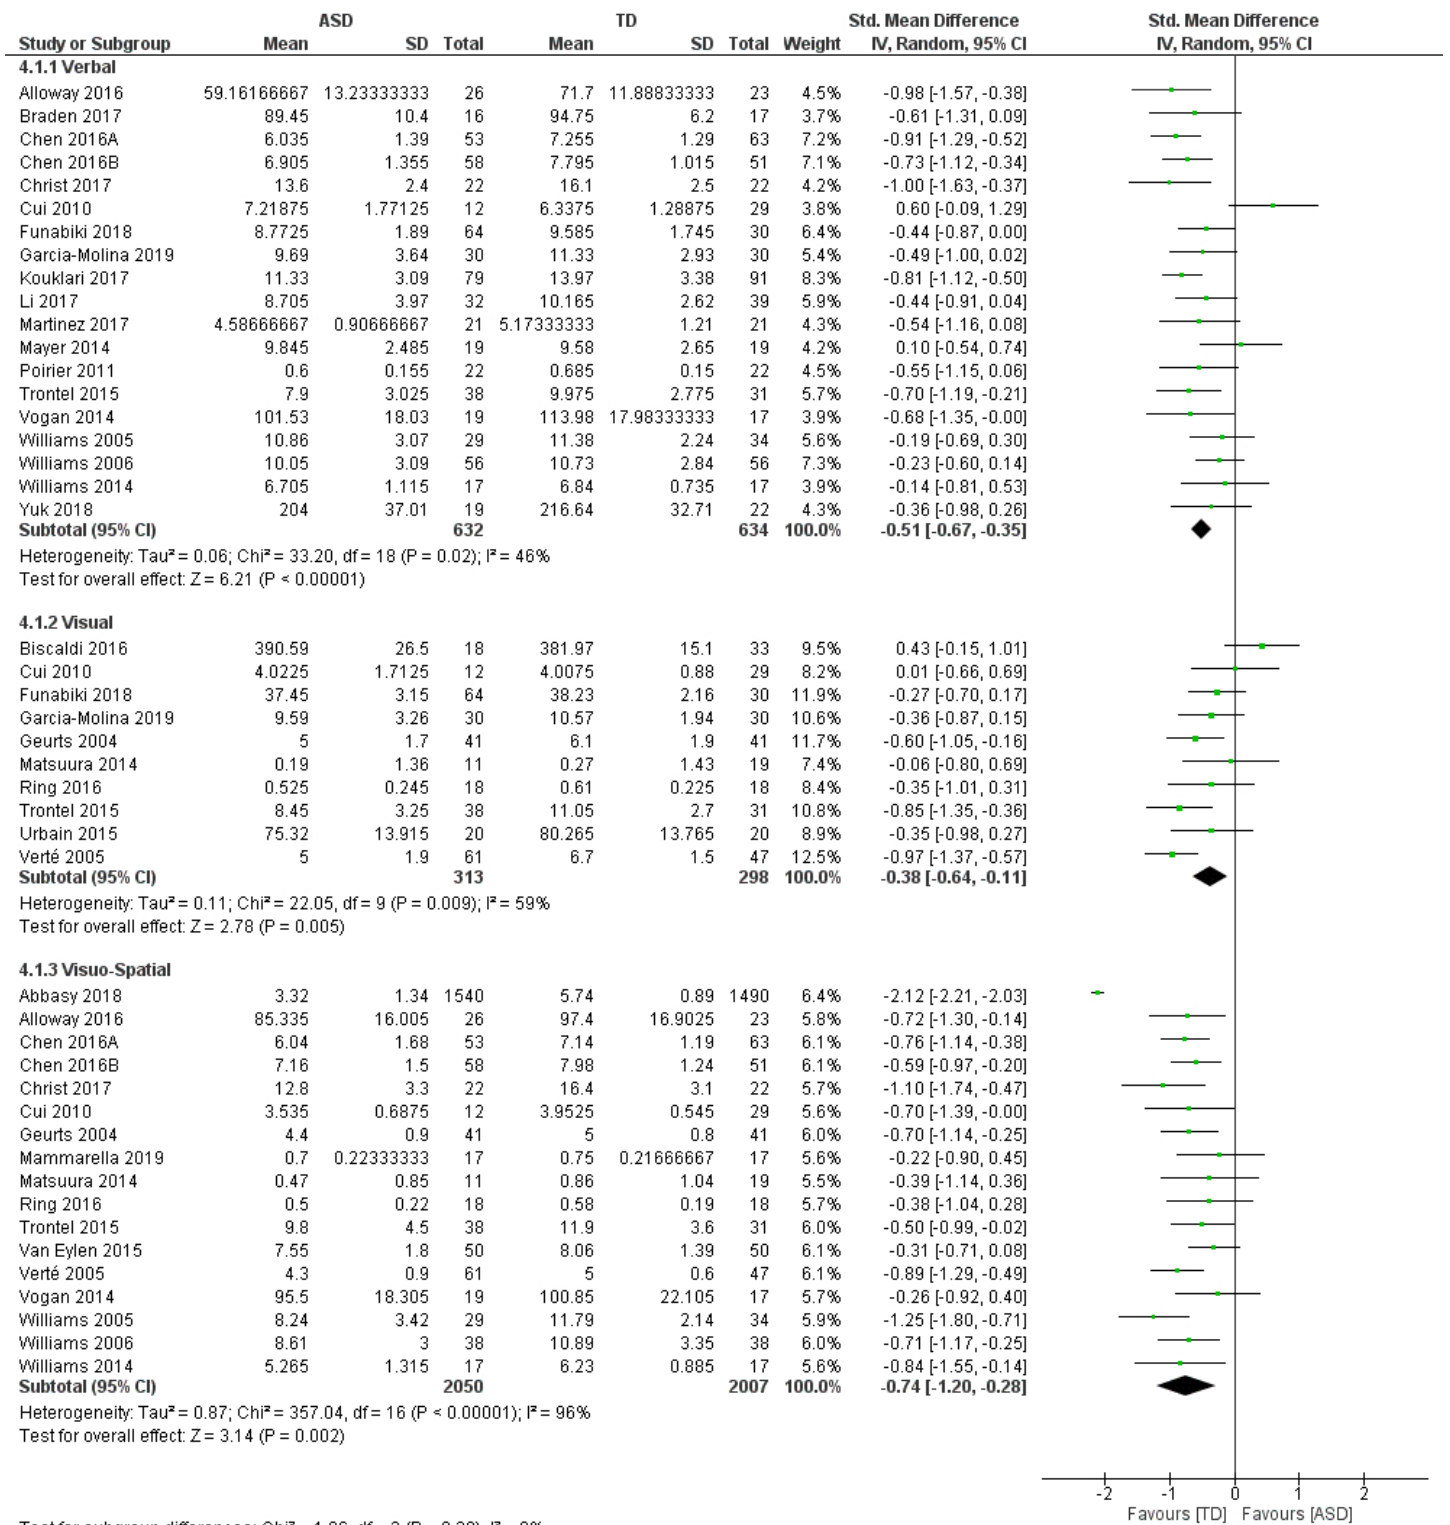 ASD TD Std. Mean Difference Std. Mean Difference
Study or Subgroup Mean SD Total Mean SD Total Weight IV, Random, 95% CI IV, Random, 95% CI
4.1.1 Verbal
Alloway 2016 59.16166667 13.23333333 26 71.7 11.88833333 23 4.5% -0.98 [-1.57, -0.38]
Braden 2017 89.45 10.4 16 94.75 6.2 17 3.7% -0.61 [-1.31, 0.09]
Chen 2016A 6.035 1.39 53 7.255 1.29 63 7.2% -0.91 [-1.29, -0.52]
Chen 2016B 6.905 1.355 58 7.795 1.015 51 7.1% -0.73 [-1.12, -0.34]
Christ 2017 13.6 2.4 22 16.1 2.5 22 4.2% -1.00 [-1.63, -0.37]
Cui 2010 7.21875 1.77125 12 6.3375 1.28875 29 3.8% 0.60 [-0.09, 1.29]
Funabiki 2018 8.7725 1.89 64 9.585 1.745 30 6.4% -0.44 [-0.87, 0.00]
Garcia-Molina 2019 9.69 3.64 30 11.33 2.93 30 5.4% -0.49 [-1.00, 0.02]
Kouklari 2017 11.33 3.09 79 13.97 3.38 91 8.3% -0.81 [-1.12, -0.50]
Li 2017 8.705 3.97 32 10.165 2.62 39 5.9% -0.44 [-0.91, 0.04]
Martinez 2017 4.58666667 0.90666667 21 5.17333333 1.21 21 4.3% -0.54 [-1.16, 0.08]
Mayer 2014 9.845 2.485 19 9.58 2.65 19 4.2% 0.10 [-0.54, 0.74]
Poirier 2011 0.6 0.155 22 0.685 0.15 22 4.4% -0.55 [-1.15, 0.06]
Trontel 2015 7.9 3.025 38 9.975 2.775 31 5.7% -0.70 [-1.19, -0.21]
Vogan 2014 101.53 18.03 19 113.98 17.98333333 17 3.9% -0.68 [-1.35, -0.00]
Williams 2005 10.86 3.07 29 11.38 2.24 34 5.6% -0.19 [-0.69, 0.30]
Williams 2006 10.05 3.09 56 10.73 2.84 56 7.3% -0.23 [-0.60, 0.14]
Williams 2014 6.705 1.115 17 6.84 0.735 17 3.9% -0.14 [-0.81, 0.53]
Yuk 2018 204 37.01 19 216.64 32.71 22 4.3% -0.36 [-0.98, 0.26]
Subtotal (95% CI) 632 634 100.0% -0.51 [-0.67, -0.35]
Heterogeneity: Tau² = 0.06; Chi² = 33.20, df = 18 (P = 0.02); I² = 46%
Test for overall effect: Z = 6.21 (P < 0.00001)
4.1.2 Visual
Biscaldi 2016 390.59 26.5 18 381.97 15.1 33 9.5% 0.43 [-0.15, 1.01]
Cui 2010 4.0225 1.7125 12 4.0075 0.88 29 8.2% 0.01 [-0.66, 0.69]
Funabiki 2018 37.45 3.15 64 38.23 2.16 30 11.9% -0.27 [-0.70, 0.17]
Garcia-Molina 2019 9.59 3.26 30 10.57 1.94 30 10.6% -0.36 [-0.87, 0.15]
Geurts 2004 5 1.7 41 6.1 1.9 41 11.7% -0.60 [-1.05, -0.16]
Matsuura 2014 0.19 1.36 11 0.27 1.43 19 7.4% -0.06 [-0.80, 0.69]
Ring 2016 0.525 0.245 18 0.61 0.225 18 8.4% -0.35 [-1.01, 0.31]
Trontel 2015 8.45 3.25 38 11.05 2.7 31 10.8% -0.85 [-1.35, -0.36]
Urbain 2015 75.32 13.915 20 80.265 13.765 20 8.9% -0.35 [-0.98, 0.27]
Verté 2005 5 1.9 61 6.7 1.5 47 12.5% -0.97 [-1.37, -0.57]
Subtotal (95% CI) 313 298 100.0% -0.38 [-0.64, -0.11]
Heterogeneity: Tau² = 0.11; Chi² = 22.05, df = 9 (P = 0.009); I² = 59%
Test for overall effect: Z = 2.78 (P = 0.005)
4.1.3 Visuo-Spatial
Abbasy 2018 3.32 1.34 1540 5.74 0.89 1490 6.4% -2.12 [-2.21, -2.03]
Alloway 2016 85.335 16.005 26 97.4 16.9025 23 5.8% -0.72 [-1.30, -0.14]
Chen 2016A 6.04 1.68 53 7.14 1.19 63 6.1% -0.76 [-1.14, -0.38]
Chen 2016B 7.16 1.5 58 7.98 1.24 51 6.1% -0.59 [-0.97, -0.20]
Christ 2017 12.8 3.3 22 16.4 3.1 22 5.7% -1.10 [-1.74, -0.47]
Cui 2010 3.535 0.6875 12 3.9525 0.545 29 5.6% -0.70 [-1.39, -0.00]
Geurts 2004 4.4 0.9 41 5 0.8 41 6.0% -0.70 [-1.14, -0.25]
Mammarella 2019 0.7 0.22333333 17 0.75 0.21666667 17 5.6% -0.22 [-0.90, 0.45]
Matsuura 2014 0.47 0.85 11 0.86 1.04 19 5.5% -0.39 [-1.14, 0.36]
Ring 2016 0.5 0.22 18 0.58 0.19 18 5.7% -0.38 [-1.04, 0.28]
Trontel 2015 9.8 4.5 38 11.9 3.6 31 6.0% -0.50 [-0.99, -0.02]
Van Eylen 2015 7.55 1.8 50 8.06 1.39 50 6.1% -0.31 [-0.71, 0.08]
Verté 2005 4.3 0.9 61 5 0.6 47 6.1% -0.89 [-1.29, -0.49]
Vogan 2014 95.5 18.305 19 100.85 22.105 17 5.7% -0.26 [-0.92, 0.40]
Williams 2005 8.24 3.42 29 11.79 2.14 34 5.9% -1.25 [-1.80, -0.71]
Williams 2006 8.61 3 38 10.89 3.35 38 6.0% -0.71 [-1.17, -0.25]
Williams 2014 5.265 1.315 17 6.23 0.885 17 5.6% -0.84 [-1.55, -0.14]
Subtotal (95% CI) 2050 2007 100.0% -0.74 [-1.20, -0.28]
Heterogeneity: Tau² = 0.87; Chi² = 357.04, df = 16 (P < 0.00001); I² = 96%
Test for overall effect: Z = 3.14 (P = 0.002)
-2 -1 0 1 2
Favours [TD] Favours [ASD]